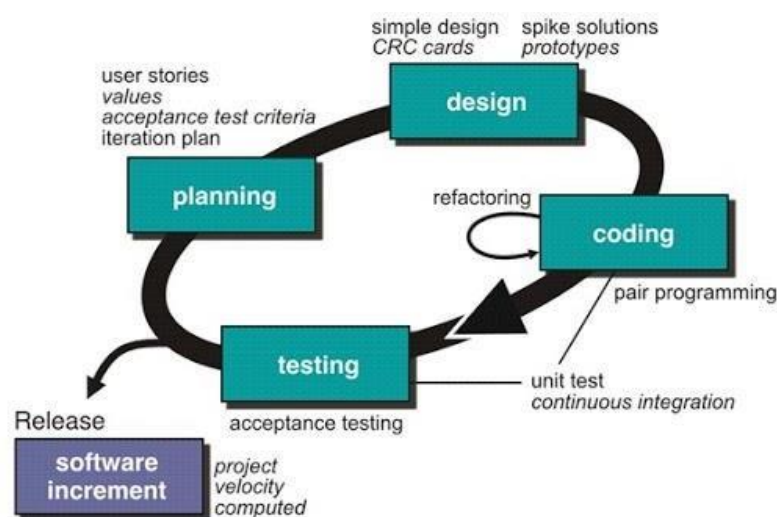 simple design
CRC cards
spike solutions
prototypes
user stories
values
acceptance test criteria
iteration plan
design
planning
refactoring
coding
pair programming
testing
unit test
continuous integration
acceptance testing
Release
software
increment
project
velocity
computed